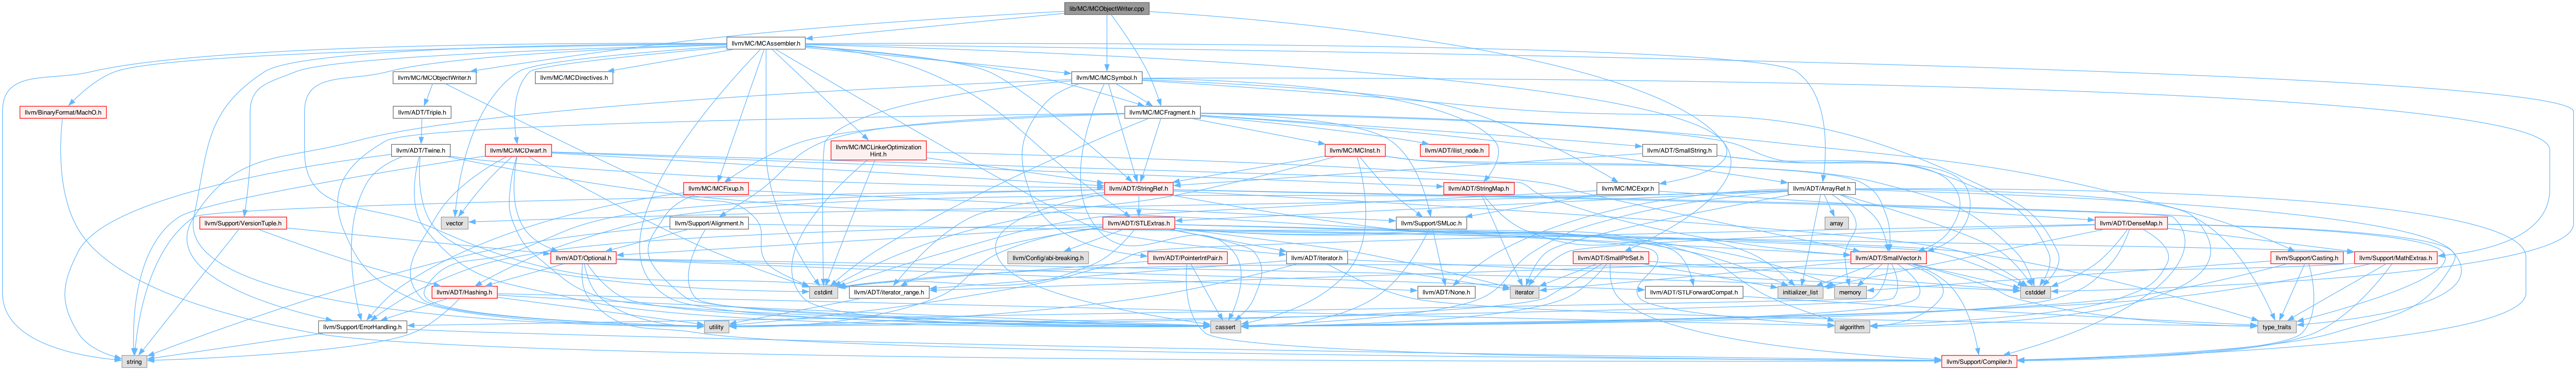 lib/MC/MCObjectWriter.cpp
llvm/MC/MCAssembler.h
llvm/MC/MCObjectWriter.h
llvm/MC/MCDirectives.h
llvm/MC/MCSymbol.h
llvm/BinaryFormat/MachO.h
llvm/ADT/Triple.h
llvm/MC/MCFragment.h
llvm/ADT/Twine.h
llvm/MC/MCDwarf.h
llvm/MC/MCLinkerOptimization
Hint.h
llvm/MC/MCInst.h
llvm/ADT/ilist_node.h
llvm/ADT/SmallString.h
llvm/MC/MCFixup.h
llvm/ADT/StringRef.h
llvm/ADT/StringMap.h
llvm/MC/MCExpr.h
llvm/ADT/ArrayRef.h
llvm/Support/VersionTuple.h
vector
llvm/Support/Alignment.h
llvm/ADT/STLExtras.h
llvm/Support/SMLoc.h
array
llvm/ADT/DenseMap.h
llvm/ADT/Optional.h
llvm/Config/abi-breaking.h
llvm/ADT/PointerIntPair.h
llvm/ADT/iterator.h
llvm/ADT/SmallPtrSet.h
llvm/ADT/SmallVector.h
llvm/Support/Casting.h
llvm/Support/MathExtras.h
llvm/ADT/Hashing.h
cstdint
llvm/ADT/iterator_range.h
llvm/ADT/None.h
iterator
llvm/ADT/STLForwardCompat.h
initializer_list
memory
cstddef
llvm/Support/ErrorHandling.h
utility
cassert
algorithm
type_traits
string
llvm/Support/Compiler.h